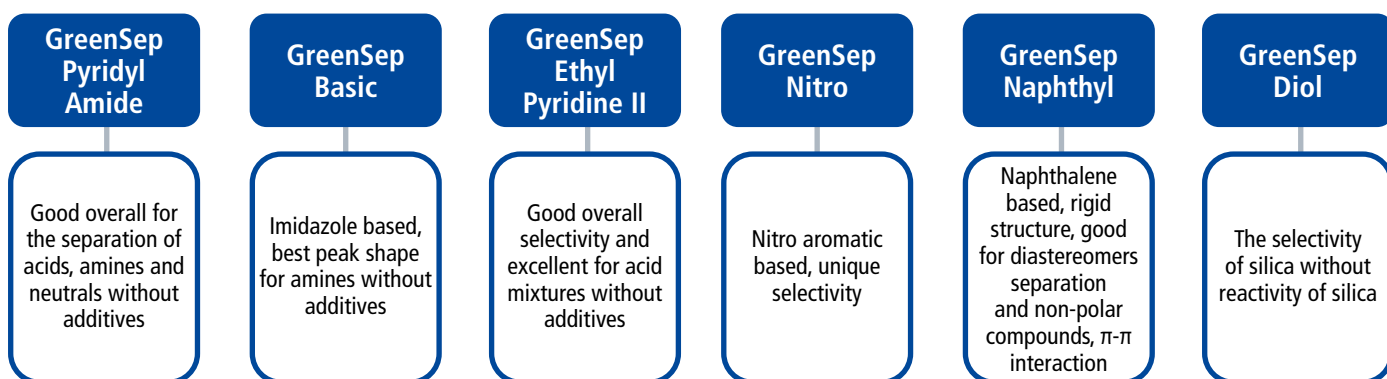 GreenSep
Pyridyl
Amide
Good overall for
the separation of
acids, amines and
neutrals without
additives
GreenSep
Basic
Imidazole based,
best peak shape
for amines without
additives
GreenSep
Ethyl
Pyridine II
Good overall
selectivity and
excellent for acid
mixtures without
additives
GreenSep
Nitro
Nitro aromatic
based, unique
selectivity
GreenSep
Naphthyl
Naphthalene
based, rigid
structure, good
for diastereomers
separation
and non-polar
compounds, π-π
interaction
GreenSep
Diol
The selectivity
of silica without
reactivity of silica